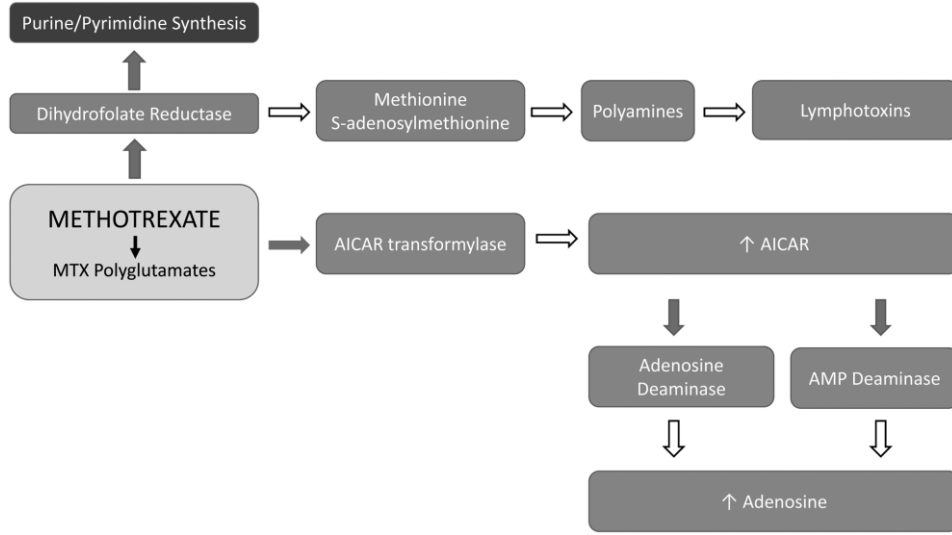 Purine/Pyrimidine Synthesis
Dihydrofolate Reductase
Methionine
S-adenosylmethionine
Polyamines
Lymphotoxins
METHOTREXATE
MTX Polyglutamates
AICAR transformylase
↑ AICAR
Adenosine
Deaminase
AMP Deaminase
↑ Adenosine